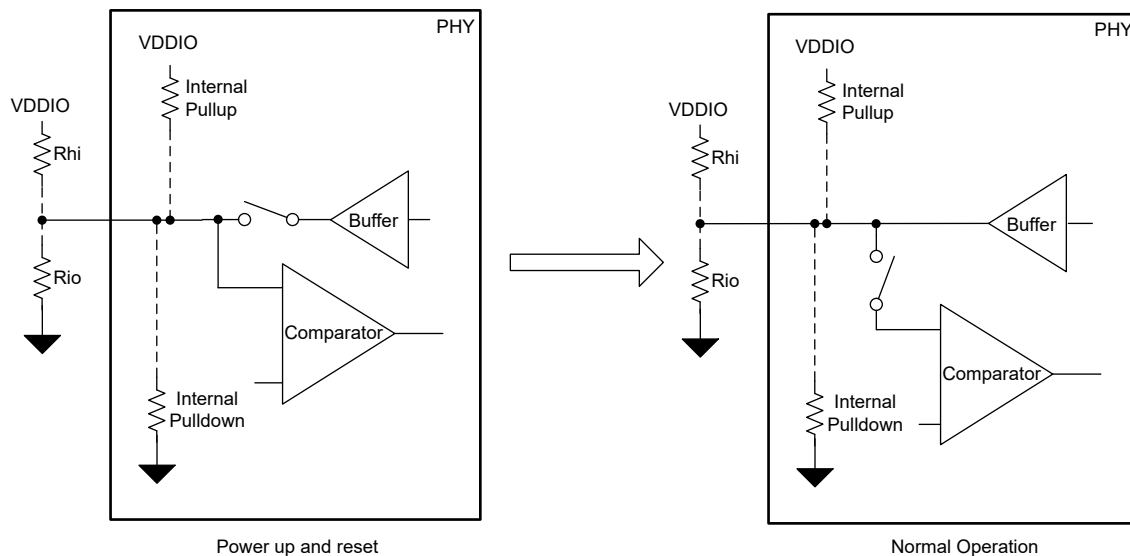 PHY
VDDIO
Internal
Pullup
VDDIO
Rhi
Buffer
Rio
Comparator
Internal
Pulldown
Power up and reset
PHY
VDDIO
Internal
Pullup
VDDIO
Rhi
Buffer
Rio
Comparator
Internal
Pulldown
Normal Operation